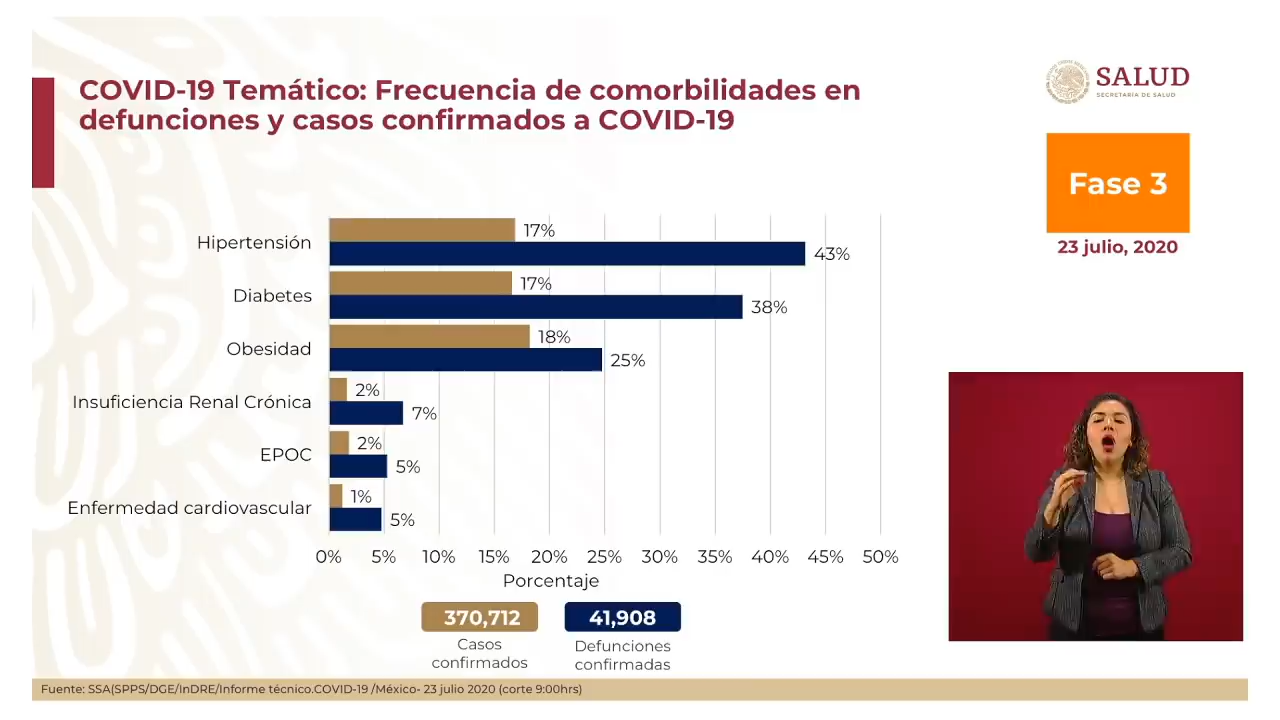 COVID-19 Temático: Frecuencia de comorbilidades en
defunciones y casos confirmados a COVID-19
SALUD
SECRETARÍA DE SALUD
Fase 3
23 julio, 2020
Hipertensión
17%
43%
Diabetes
17%
38%
Obesidad
18%
25%
Insuficiencia Renal Crónica
2%
7%
EPOC
2%
5%
Enfermedad cardiovascular
1%
5%
0% 5% 10% 15% 20% 25% 30% 35% 40% 45% 50%
Porcentaje
370,712
Casos
confirmados
41,908
Defunciones
confirmadas
Fuente: SSA(SPPS/DGE/InDRE/Informe técnico.COVID-19 /México- 23 julio 2020 (corte 9:00hrs)